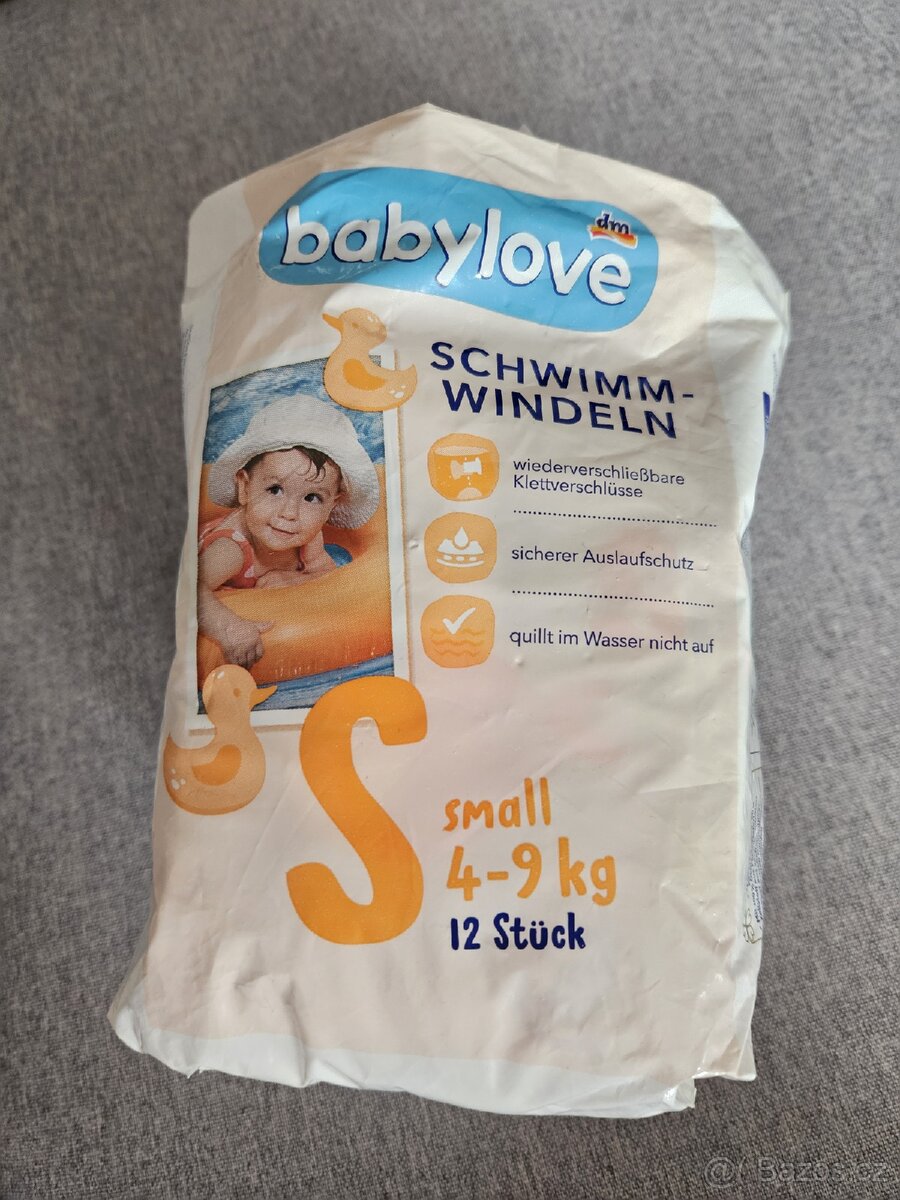 babylove
dm
SCHWIMM-
WINDELN
wiederverschließbare
Klettverschlüsse
sicherer Auslaufschutz
quillt im Wasser nicht auf
S
small
4-9 kg
12 Stück
@ Bazos.cz